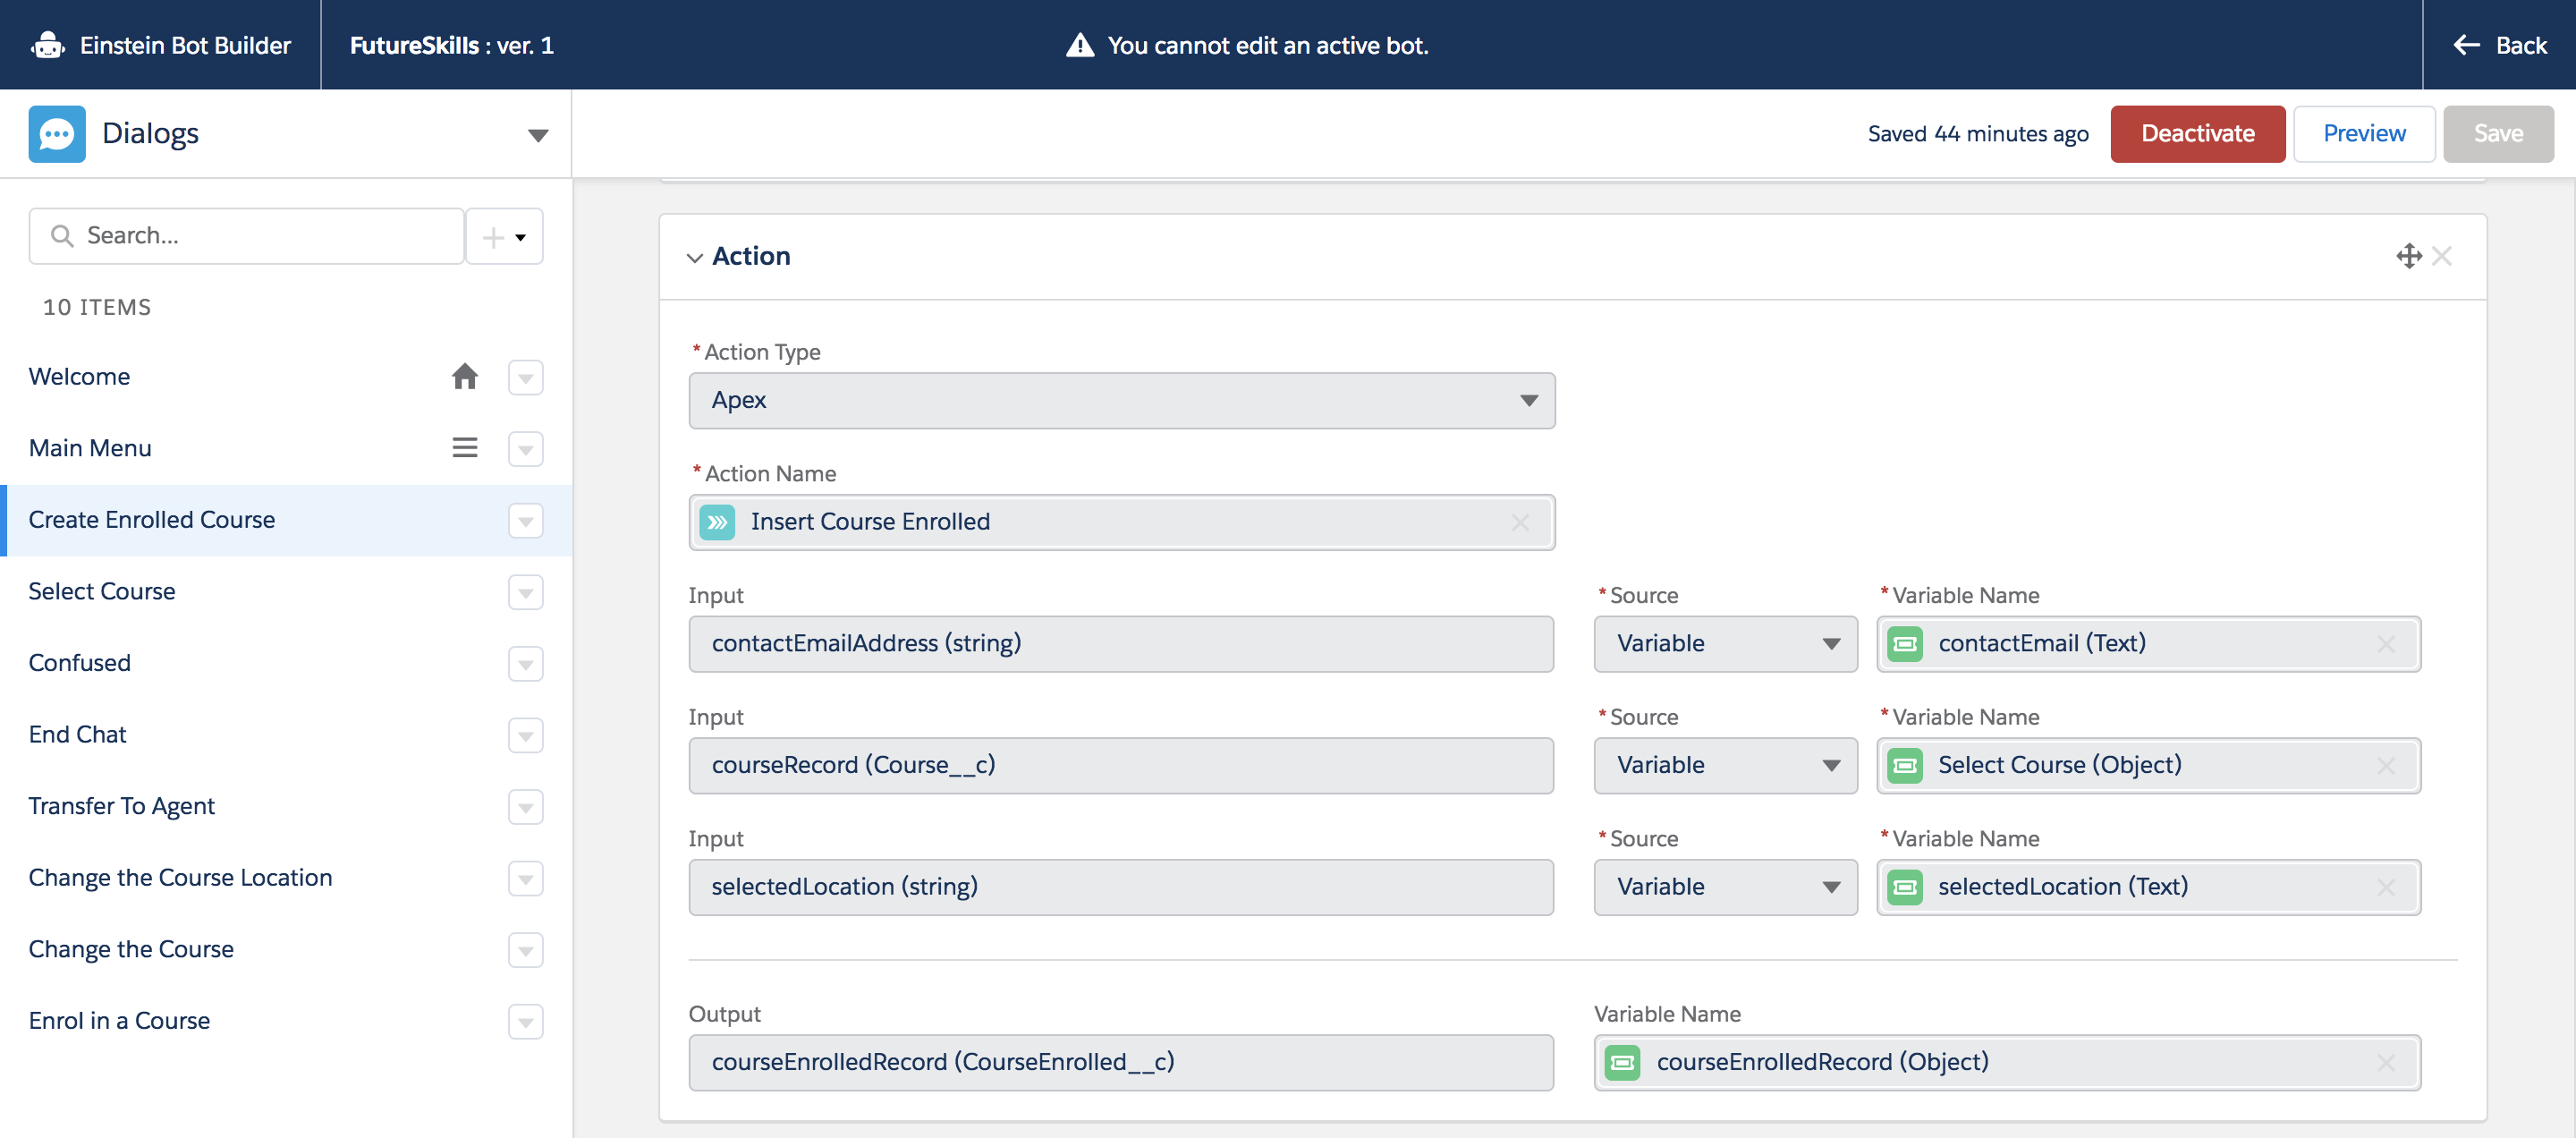 Einstein Bot Builder
FutureSkills : ver. 1
You cannot edit an active bot.
Back
Dialogs
Saved 44 minutes ago
Deactivate
Preview
Save
Search...
10 ITEMS
Welcome
Main Menu
Create Enrolled Course
Select Course
Confused
End Chat
Transfer To Agent
Change the Course Location
Change the Course
Enrol in a Course
Action
* Action Type
Apex
* Action Name
Insert Course Enrolled
Input
* Source
* Variable Name
contactEmailAddress (string)
Variable
contactEmail (Text)
Input
* Source
* Variable Name
courseRecord (Course__c)
Variable
Select Course (Object)
Input
* Source
* Variable Name
selectedLocation (string)
Variable
selectedLocation (Text)
Output
Variable Name
courseEnrolledRecord (CourseEnrolled__c)
courseEnrolledRecord (Object)